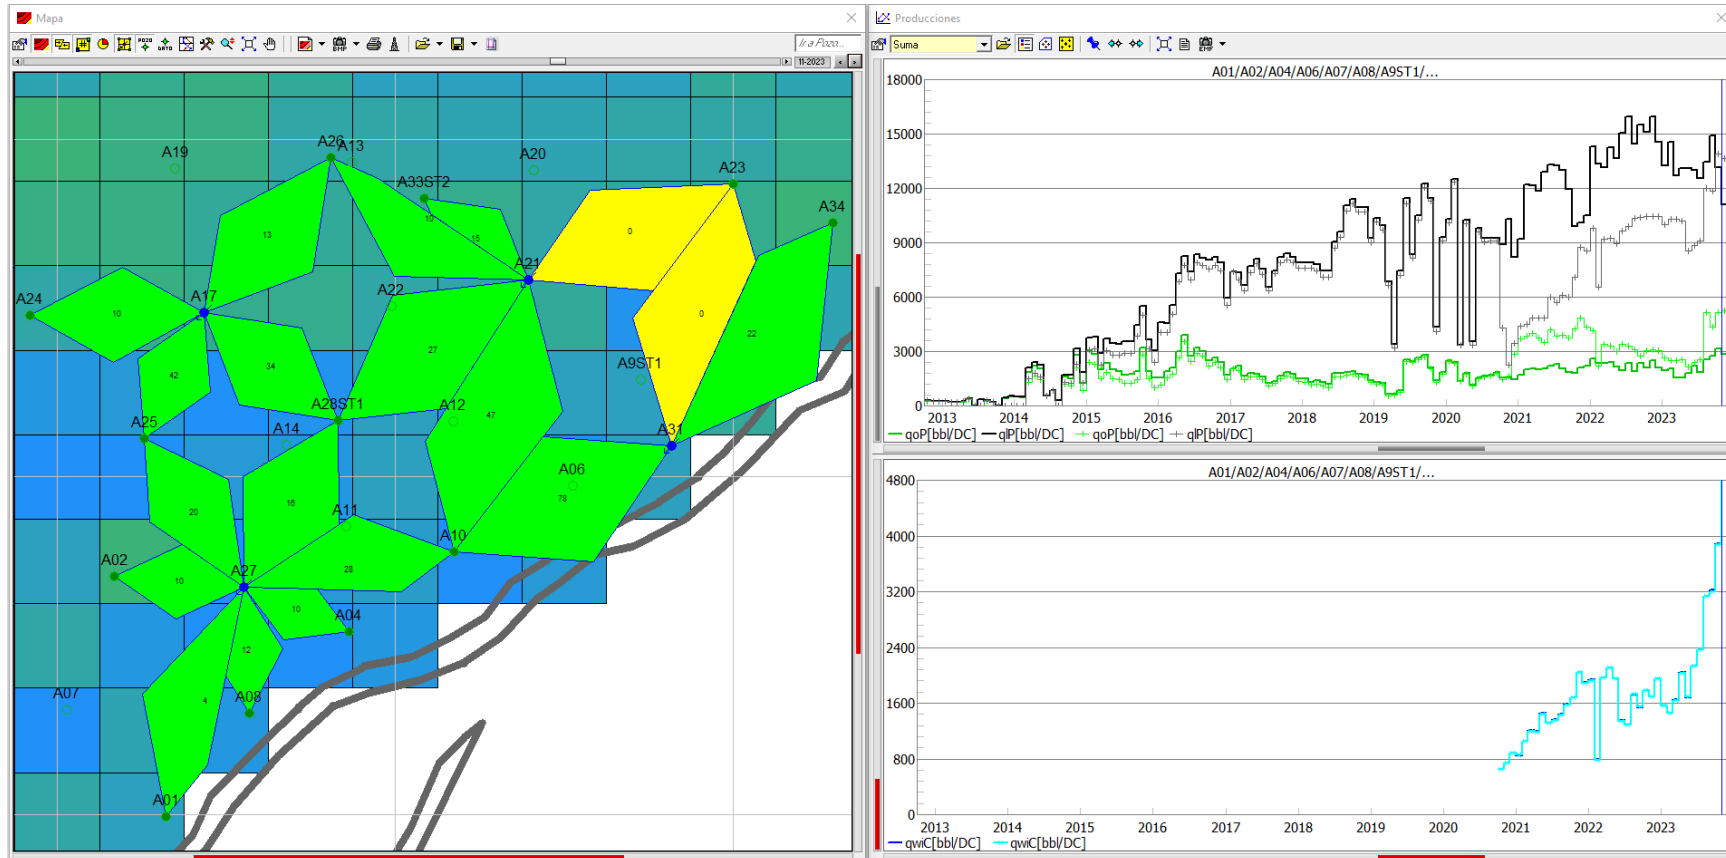 Mapa
Ir a Pozo...
11-2023
A19
A26
A13
A20
A23
A33ST2
A34
10
0
13
15
A21
A24
A17
A22
10
0
22
27
A9ST1
42
34
A28ST1
A12
47
A25
A14
A31
A06
78
20
16
A11
A10
A02
A27
28
10
10
A04
12
A07
A08
4
A01
Producciones
POZO
DATO
BMP
Suma
BMP
A01/A02/A04/A06/A07/A08/A9ST1/...
18000
15000
12000
9000
6000
3000
0
2013 2014 2015 2016 2017 2018 2019 2020 2021 2022 2023
qoP[bbl/DC] qlP[bbl/DC] qoP[bbl/DC] qlP[bbl/DC]
A01/A02/A04/A06/A07/A08/A9ST1/...
4800
4000
3200
2400
1600
800
0
2013 2014 2015 2016 2017 2018 2019 2020 2021 2022 2023
qwiC[bbl/DC] qwiC[bbl/DC]